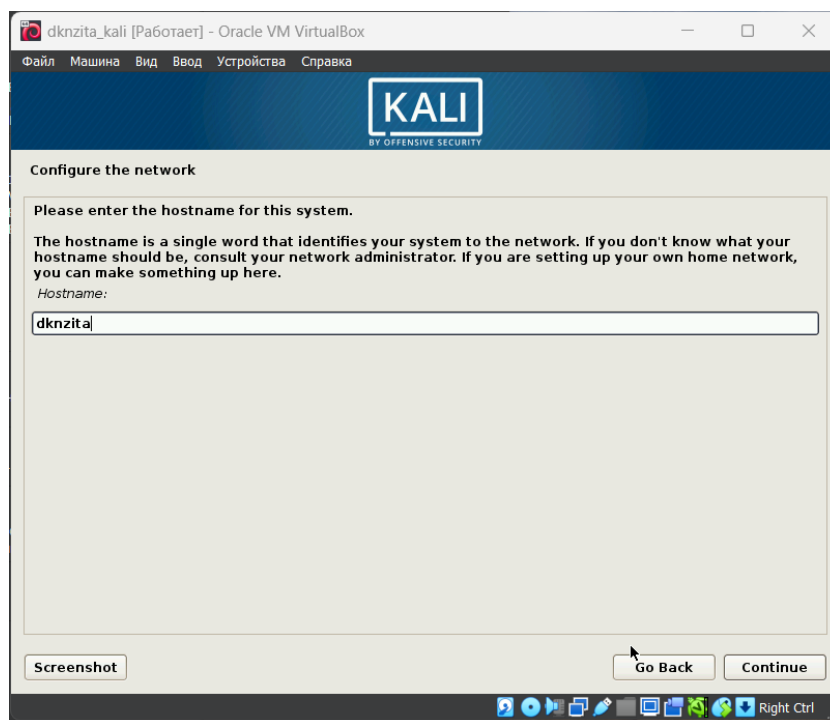 dknzita_kali [Работает] - Oracle VM VirtualBox
Файл Машина Вид Ввод Устройства Справка
KALI
BY OFFENSIVE SECURITY
Configure the network
Please enter the hostname for this system.
The hostname is a single word that identifies your system to the network. If you don't know what your
hostname should be, consult your network administrator. If you are setting up your own home network,
you can make something up here.
Hostname:
dknzita
Screenshot Go Back Continue
Right Ctrl